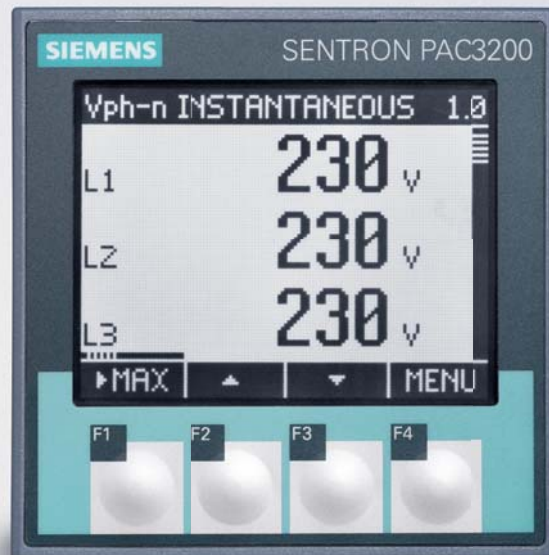 SIEMENS SENTRON PAC3200
Vph-n INSTANTANEOUS 1.0
L1 230 V
L2 230 V
L3 230 V
▸MAX ▲ ▼ MENU
F1 F2 F3 F4